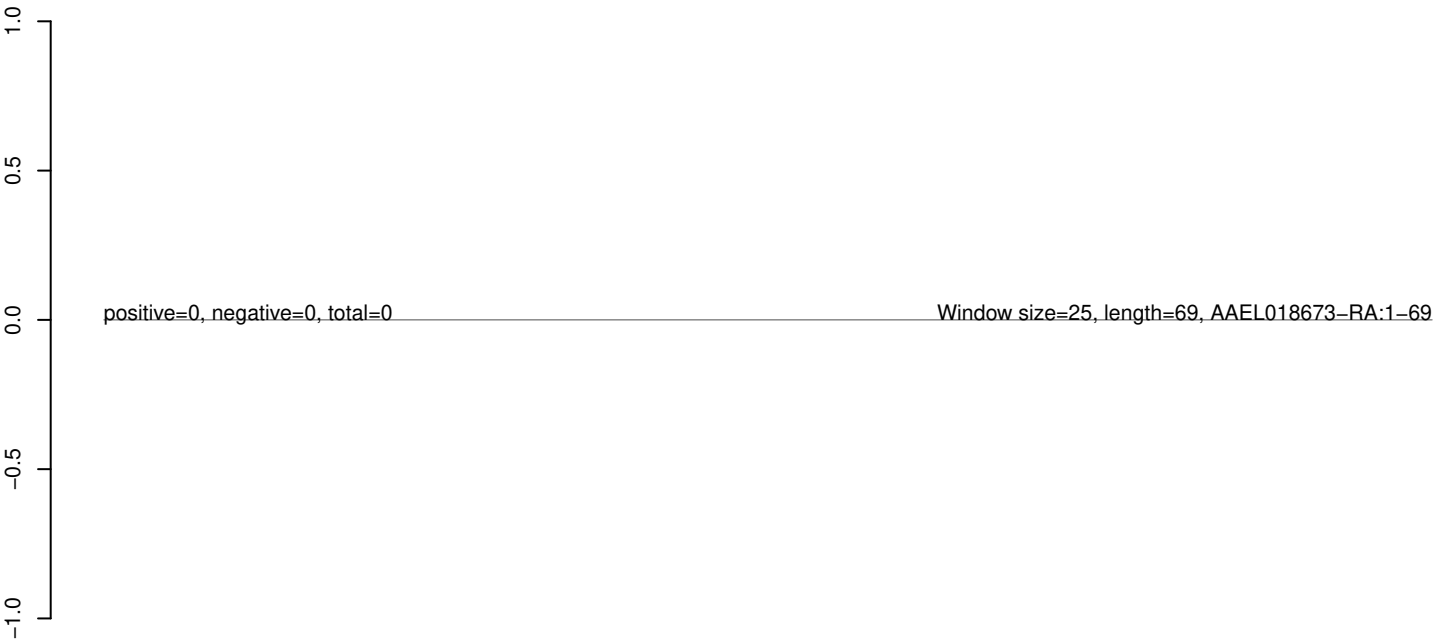 1.0
0.5
0.0
−0.5
−1.0
positive=0, negative=0, total=0
Window size=25, length=69, AAEL018673−RA:1−69